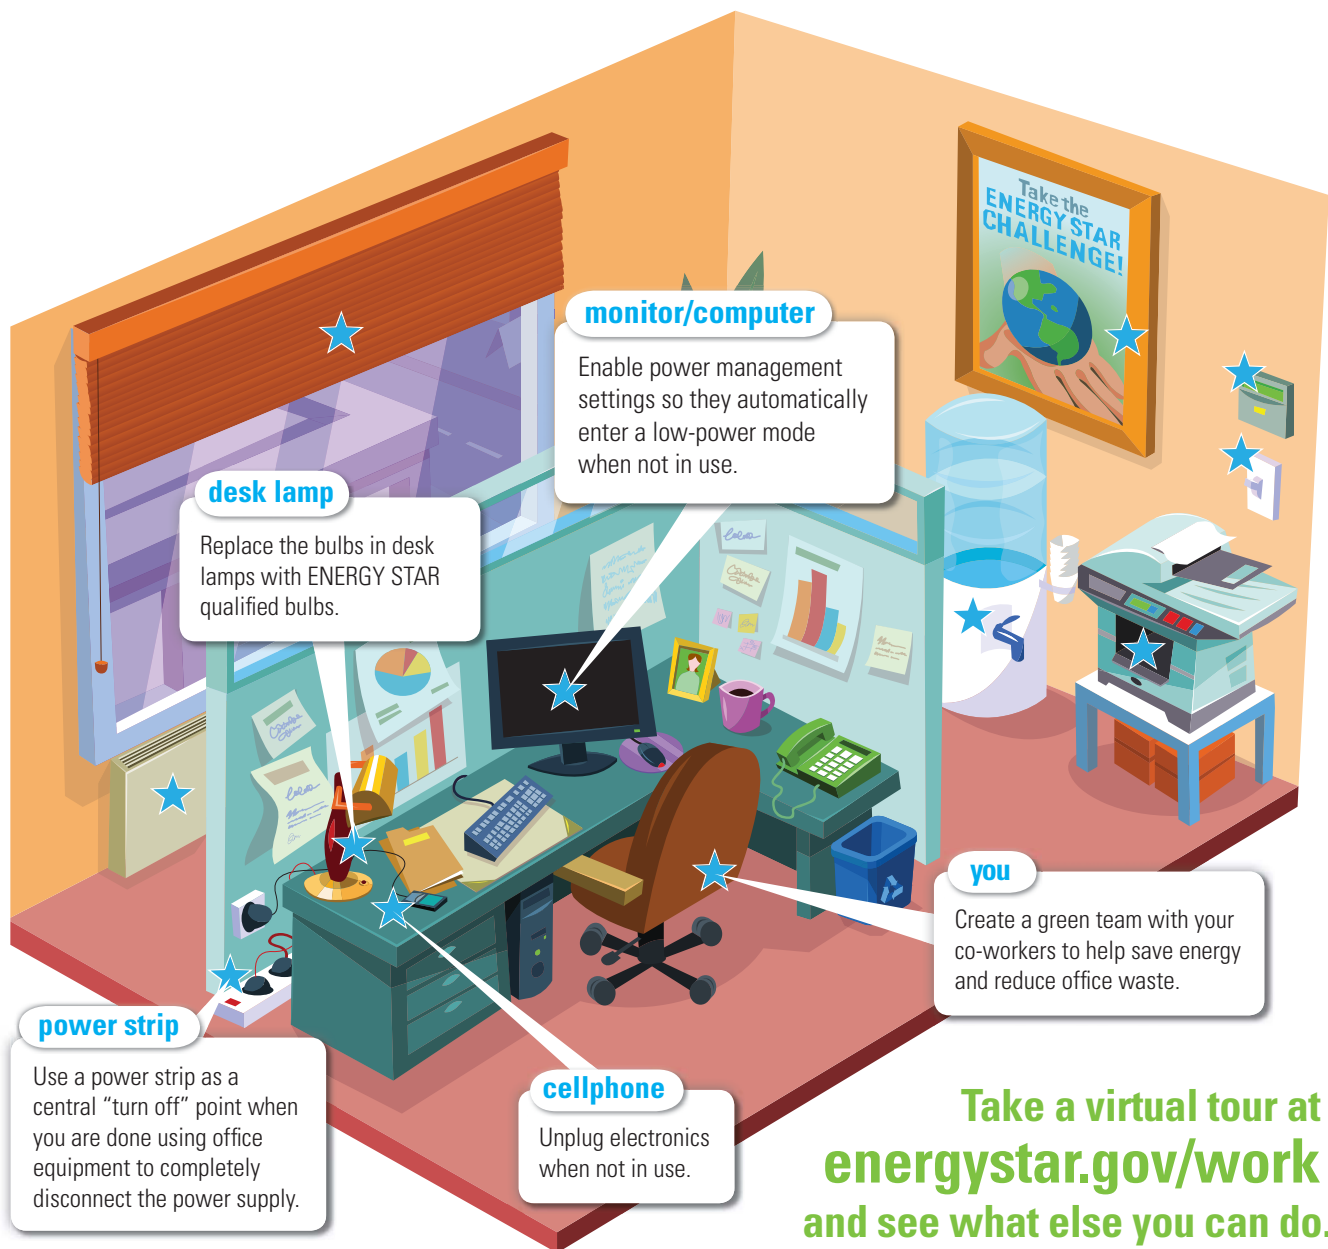 Take the
ENERGY STAR
CHALLENGE!
monitor/computer
Enable power management
settings so they automatically
enter a low-power mode
when not in use.
desk lamp
Replace the bulbs in desk
lamps with ENERGY STAR
qualified bulbs.
you
Create a green team with your
co-workers to help save energy
and reduce office waste.
power strip
Use a power strip as a
central “turn off” point when
you are done using office
equipment to completely
disconnect the power supply.
cellphone
Unplug electronics
when not in use.
Take a virtual tour at
energystar.gov/work
and see what else you can do.